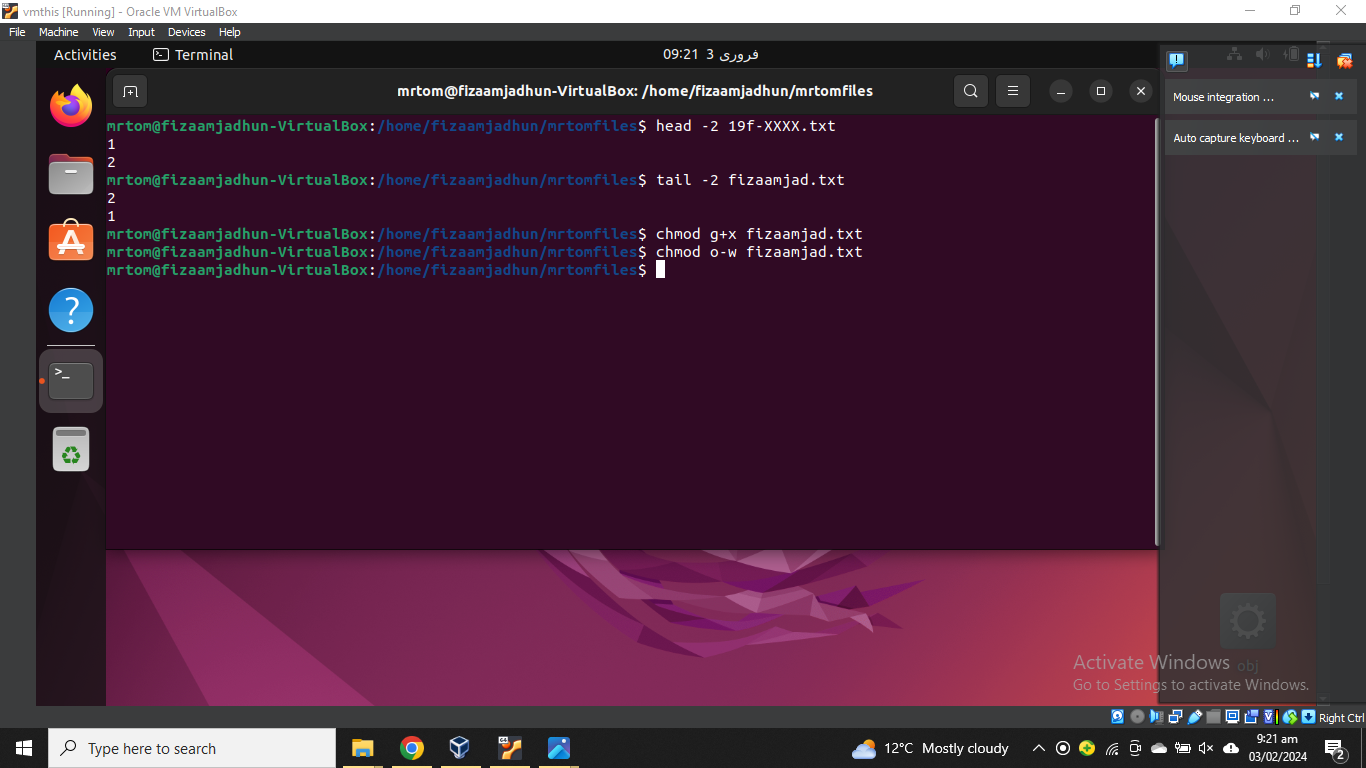 vmthis [Running] - Oracle VM VirtualBox
File Machine View Input Devices Help
Activities Terminal 09:21 3 فروری
mrtom@fizaamjadhun-VirtualBox: /home/fizaamjadhun/mrtomfiles
mrtom@fizaamjadhun-VirtualBox:/home/fizaamjadhun/mrtomfiles$ head -2 19f-XXXX.txt
1
2
mrtom@fizaamjadhun-VirtualBox:/home/fizaamjadhun/mrtomfiles$ tail -2 fizaamjad.txt
2
1
mrtom@fizaamjadhun-VirtualBox:/home/fizaamjadhun/mrtomfiles$ chmod g+x fizaamjad.txt
mrtom@fizaamjadhun-VirtualBox:/home/fizaamjadhun/mrtomfiles$ chmod o-w fizaamjad.txt
mrtom@fizaamjadhun-VirtualBox:/home/fizaamjadhun/mrtomfiles$
Mouse integration ...
Auto capture keyboard ...
obj
Activate Windows
Go to Settings to activate Windows.
Right Ctrl
Type here to search
12°C Mostly cloudy
9:21 am
03/02/2024
2